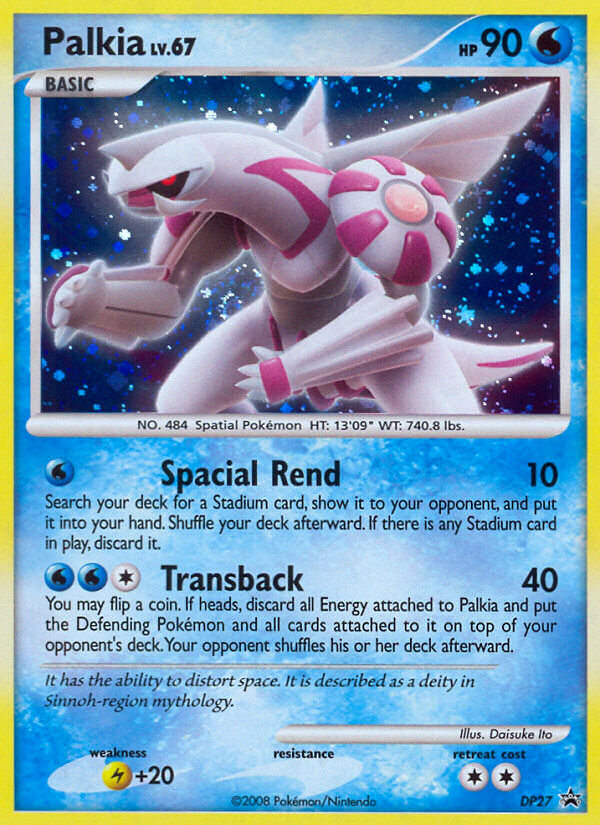 Palkia LV.67 HP 90
BASIC
NO. 484 Spatial Pokémon HT: 13'09" WT: 740.8 lbs.
Spacial Rend 10
Search your deck for a Stadium card, show it to your opponent, and put
it into your hand. Shuffle your deck afterward. If there is any Stadium card
in play, discard it.
Transback 40
You may flip a coin. If heads, discard all Energy attached to Palkia and put
the Defending Pokémon and all cards attached to it on top of your
opponent's deck. Your opponent shuffles his or her deck afterward.
It has the ability to distort space. It is described as a deity in
Sinnoh-region mythology.
Illus. Daisuke Ito
weakness resistance retreat cost
+20
©2008 Pokémon/Nintendo DP27